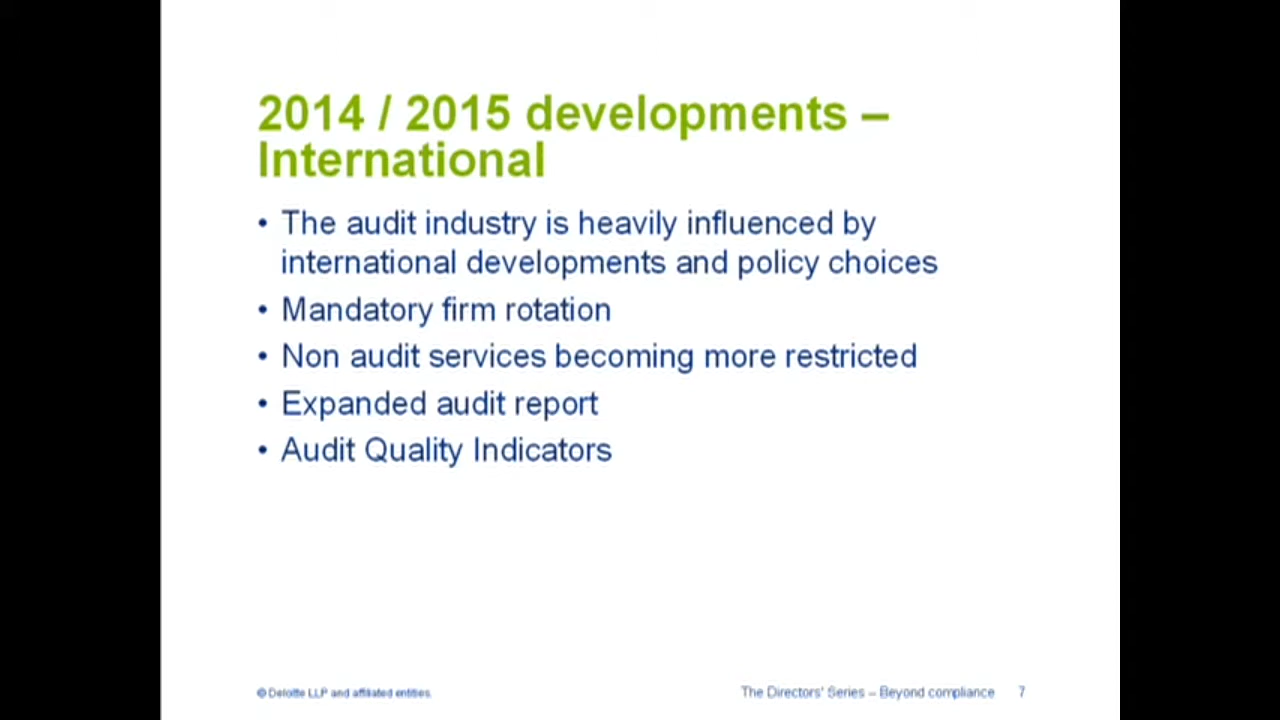 2014 / 2015 developments –
International
• The audit industry is heavily influenced by
international developments and policy choices
• Mandatory firm rotation
• Non audit services becoming more restricted
• Expanded audit report
• Audit Quality Indicators
© Deloitte LLP and affiliated entities.
The Directors' Series – Beyond compliance 7